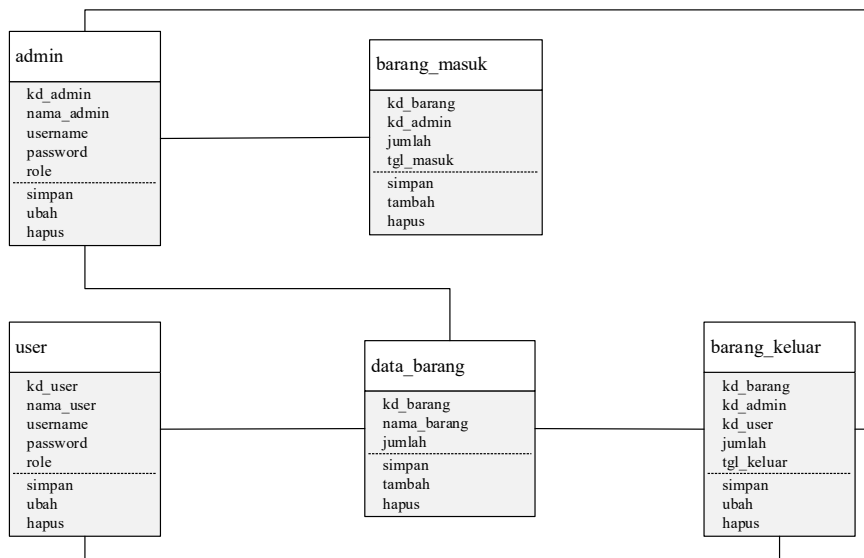 admin
kd_admin
nama_admin
username
password
role
simpan
ubah
hapus
barang_masuk
kd_barang
kd_admin
jumlah
tgl_masuk
simpan
tambah
hapus
user
kd_user
nama_user
username
password
role
simpan
ubah
hapus
data_barang
kd_barang
nama_barang
jumlah
simpan
tambah
hapus
barang_keluar
kd_barang
kd_admin
kd_user
jumlah
tgl_keluar
simpan
ubah
hapus